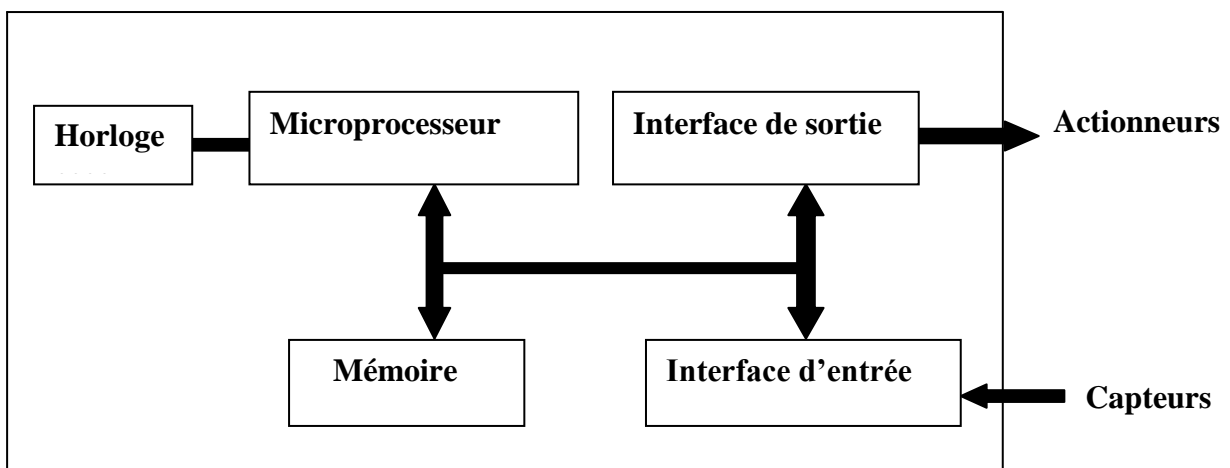 Horloge
Microprocesseur
Interface de sortie
Actionneurs
Mémoire
Interface d’entrée
Capteurs